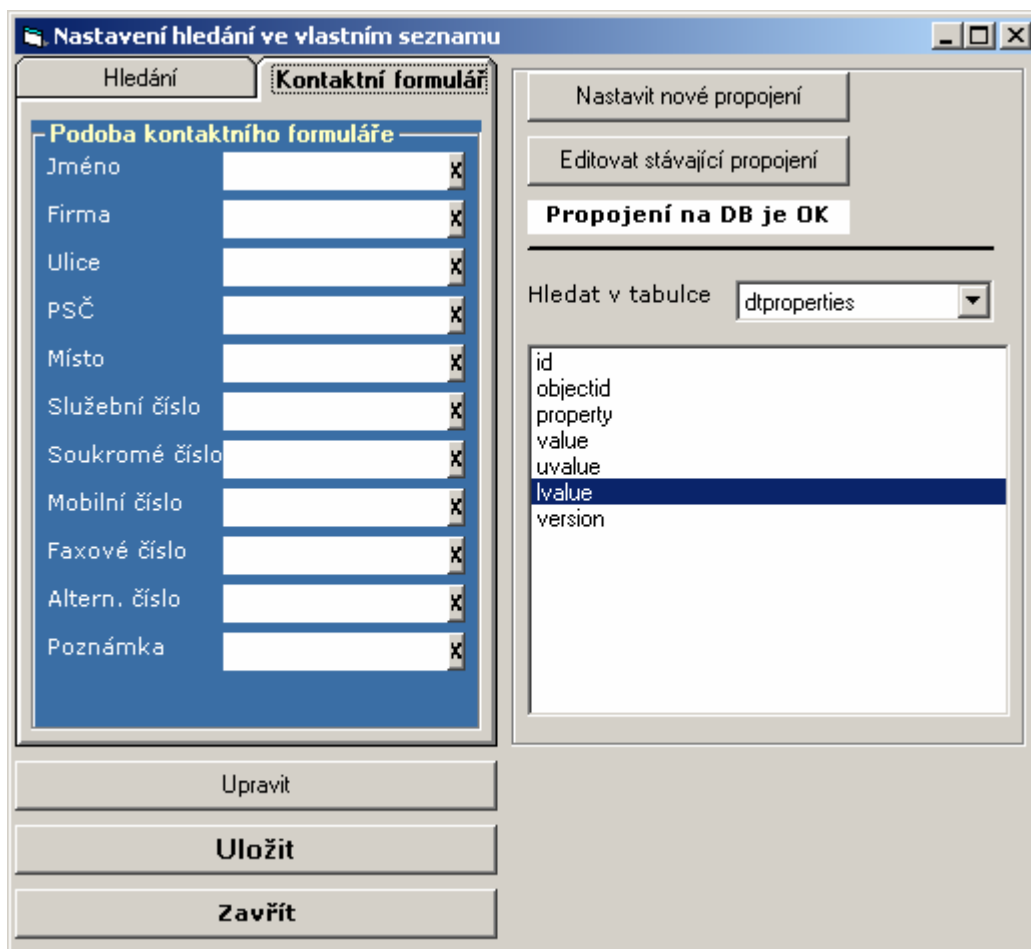 Nastavení hledání ve vlastním seznamu
Hledání
Kontaktní formulář
Podoba kontaktního formuláře
Jméno
X
Firma
X
Ulice
X
PSČ
X
Místo
X
Služební číslo
X
Soukromé číslo
X
Mobilní číslo
X
Faxové číslo
X
Altern. číslo
X
Poznámka
X
Upravit
Uložit
Zavřít
Nastavit nové propojení
Editovat stávající propojení
Propojení na DB je OK
Hledat v tabulce
dtproperties
id
objectid
property
value
uvalue
lvalue
version